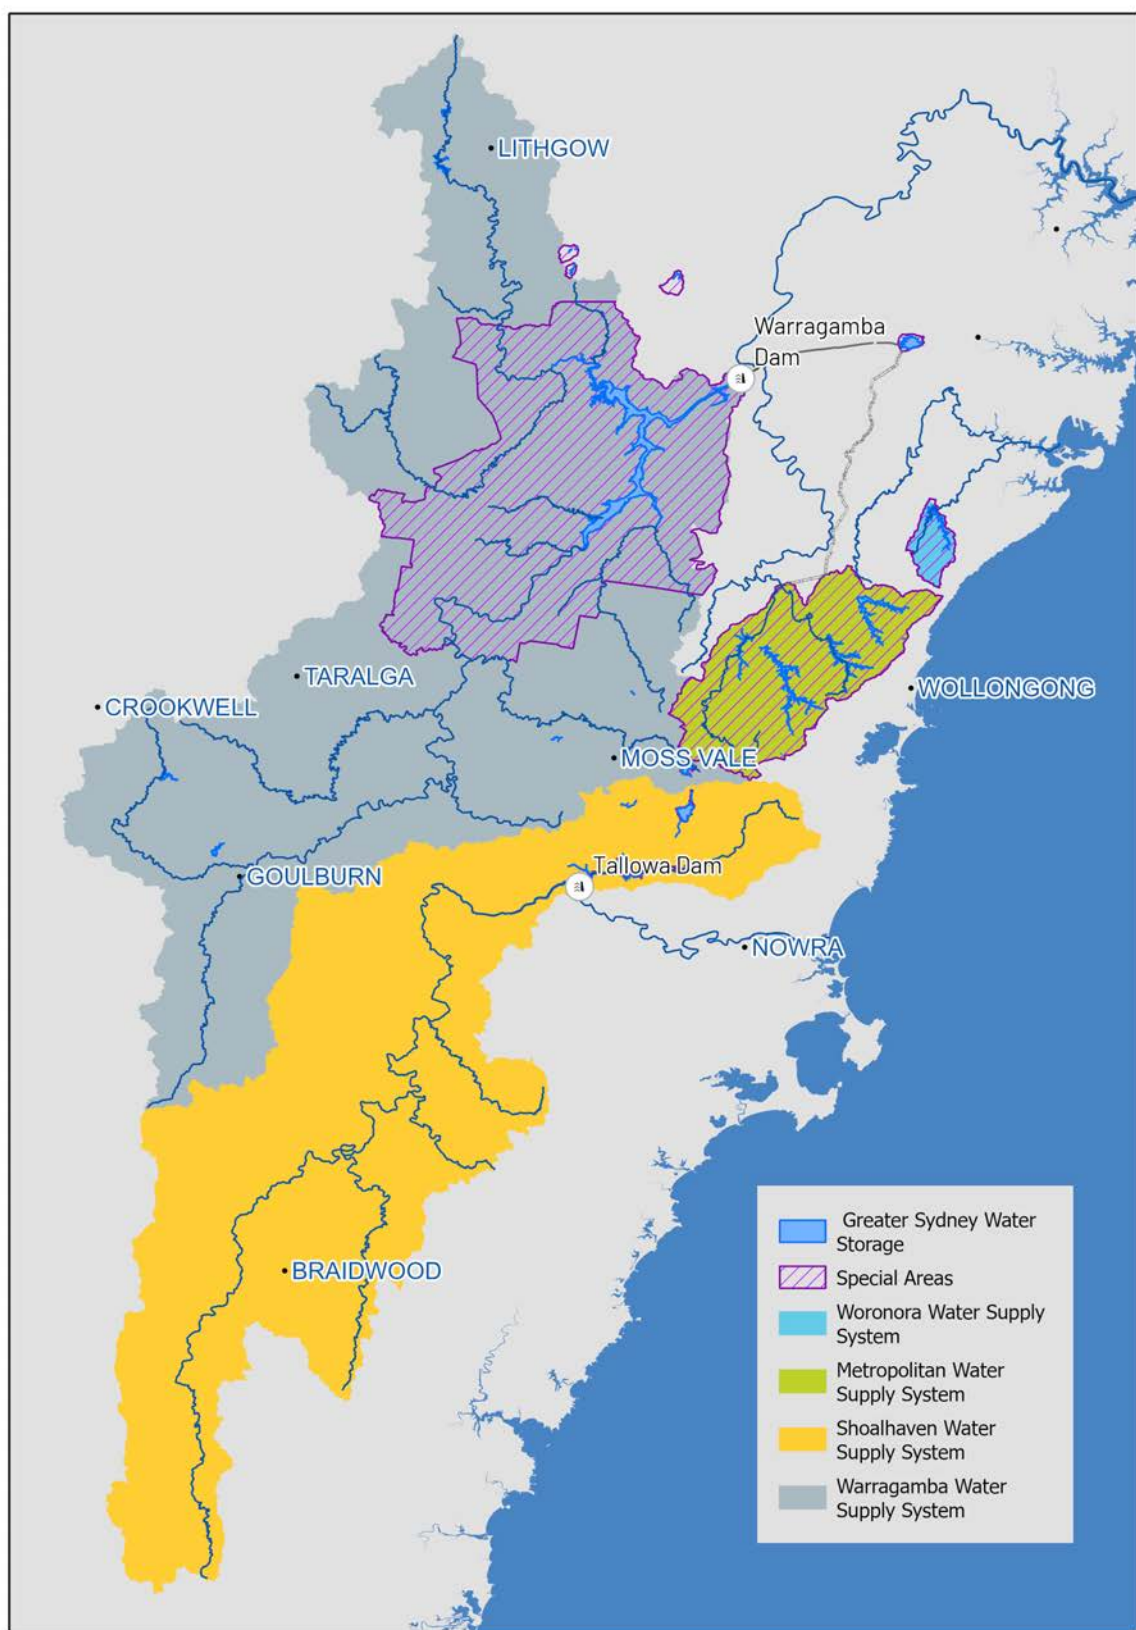 LITHGOW
Warragamba
Dam
TARALGA
CROOKWELL
WOLLONGONG
MOSS VALE
Tallowa Dam
GOULBURN
NOWRA
BRAIDWOOD
Greater Sydney Water
Storage
Special Areas
Woronora Water Supply
System
Metropolitan Water
Supply System
Shoalhaven Water
Supply System
Warragamba Water
Supply System